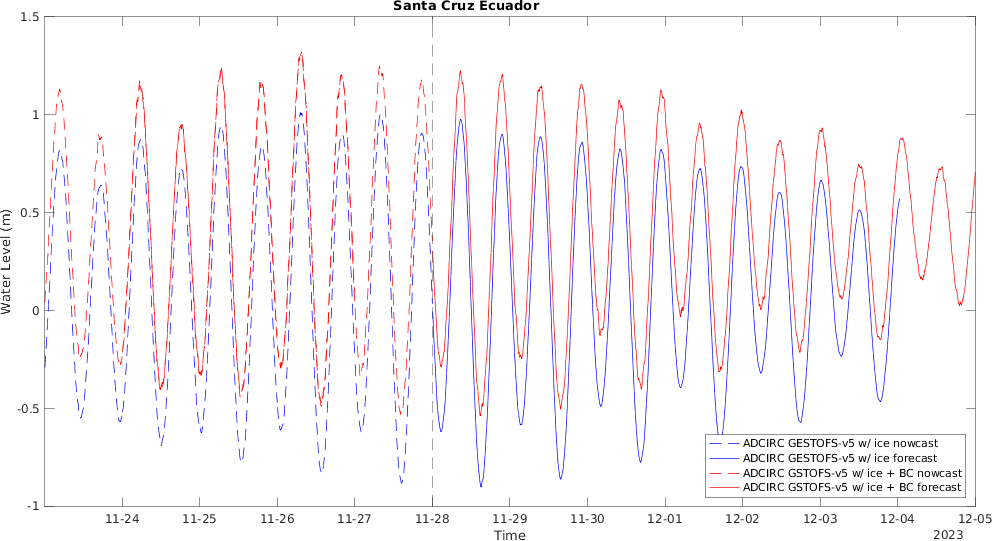 Santa Cruz Ecuador
1.5
1
0.5
0
-0.5
-1
Water Level (m)
11-24 11-25 11-26 11-27 11-28 11-29 11-30 12-01 12-02 12-03 12-04 12-05
Time
2023
ADCIRC GESTOFS-v5 w/ ice nowcast
ADCIRC GESTOFS-v5 w/ ice forecast
ADCIRC GSTOFS-v5 w/ ice + BC nowcast
ADCIRC GSTOFS-v5 w/ ice + BC forecast